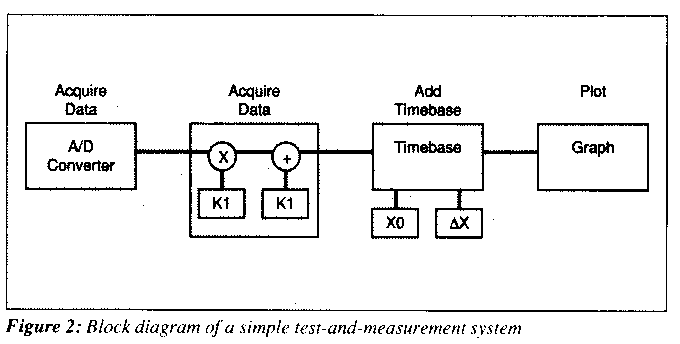 Acquire
Data
Acquire
Data
Add
Timebase
Plot
A/D
Converter
X
+
K1
K1
Timebase
X0
ΔX
Graph
Figure 2: Block diagram of a simple test-and-measurement system